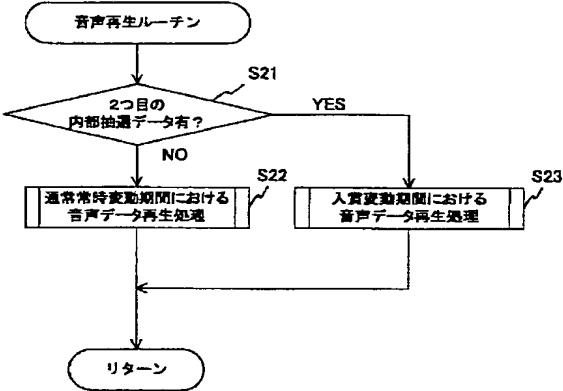 音声再生ルーチン
S21
2つ目の
内部抽選データ有？
YES
NO
S22
通常常時変動期間における
音声データ再生処理
S23
入賞変動期間における
音声データ再生処理
リターン